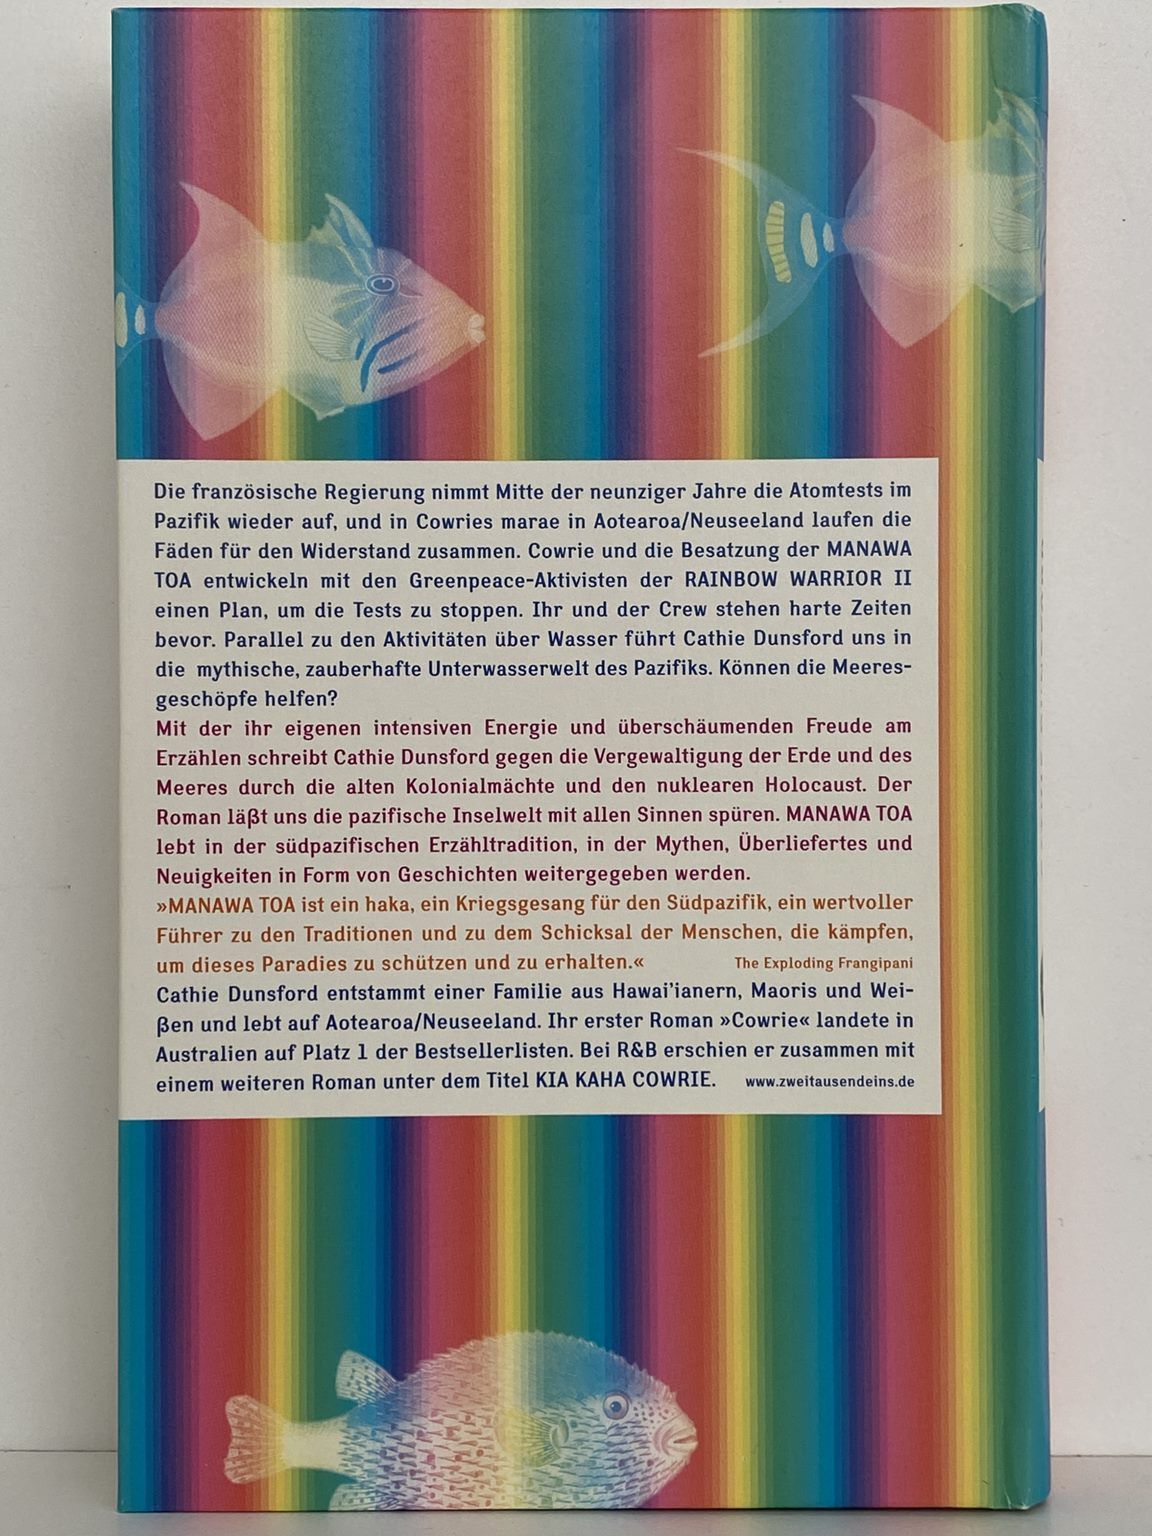 Die französische Regierung nimmt Mitte der neunziger Jahre die Atomtests im
Pazifik wieder auf, und in Cowries marae in Aotearoa/Neuseeland laufen die
Fäden für den Widerstand zusammen. Cowrie und die Besatzung der MANAWA
TOA entwickeln mit den Greenpeace-Aktivisten der RAINBOW WARRIOR II
einen Plan, um die Tests zu stoppen. Ihr und der Crew stehen harte Zeiten
bevor. Parallel zu den Aktivitäten über Wasser führt Cathie Dunsford uns in
die mythische, zauberhafte Unterwasserwelt des Pazifiks. Können die Meeres-
geschöpfe helfen?
Mit der ihr eigenen intensiven Energie und überschäumenden Freude am
Erzählen schreibt Cathie Dunsford gegen die Vergewaltigung der Erde und des
Meeres durch die alten Kolonialmächte und den nuklearen Holocaust. Der
Roman läßt uns die pazifische Inselwelt mit allen Sinnen spüren. MANAWA TOA
lebt in der südpazifischen Erzähltradition, in der Mythen, Überliefertes und
Neuigkeiten in Form von Geschichten weitergegeben werden.
»MANAWA TOA ist ein haka, ein Kriegsgesang für den Südpazifik, ein wertvoller
Führer zu den Traditionen und zu dem Schicksal der Menschen, die kämpfen,
um dieses Paradies zu schützen und zu erhalten.« The Exploding Frangipani
Cathie Dunsford entstammt einer Familie aus Hawai'ianern, Maoris und Wei-
ßen und lebt auf Aotearoa/Neuseeland. Ihr erster Roman »Cowrie« landete in
Australien auf Platz 1 der Bestsellerlisten. Bei R&B erschien er zusammen mit
einem weiteren Roman unter dem Titel KIA KAHA COWRIE. www.zweitausendeins.de